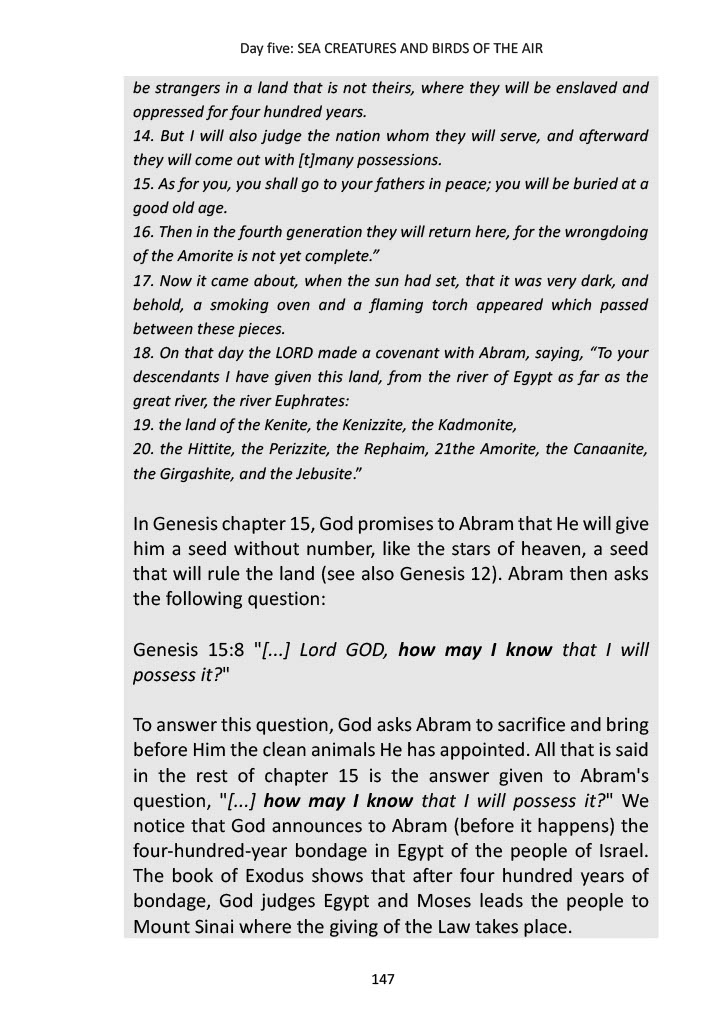 Day five: SEA CREATURES AND BIRDS OF THE AIR
be strangers in a land that is not theirs, where they will be enslaved and
oppressed for four hundred years.
14. But I will also judge the nation whom they will serve, and afterward
they will come out with [t]many possessions.
15. As for you, you shall go to your fathers in peace; you will be buried at a
good old age.
16. Then in the fourth generation they will return here, for the wrongdoing
of the Amorite is not yet complete.”
17. Now it came about, when the sun had set, that it was very dark, and
behold, a smoking oven and a flaming torch appeared which passed
between these pieces.
18. On that day the LORD made a covenant with Abram, saying, “To your
descendants I have given this land, from the river of Egypt as far as the
great river, the river Euphrates:
19. the land of the Kenite, the Kenizzite, the Kadmonite,
20. the Hittite, the Perizzite, the Rephaim, 21the Amorite, the Canaanite,
the Girgashite, and the Jebusite.”
In Genesis chapter 15, God promises to Abram that He will give
him a seed without number, like the stars of heaven, a seed
that will rule the land (see also Genesis 12). Abram then asks
the following question:
Genesis 15:8 "[...] Lord GOD, how may I know that I will
possess it?"
To answer this question, God asks Abram to sacrifice and bring
before Him the clean animals He has appointed. All that is said
in the rest of chapter 15 is the answer given to Abram's
question, "[...] how may I know that I will possess it?" We
notice that God announces to Abram (before it happens) the
four-hundred-year bondage in Egypt of the people of Israel.
The book of Exodus shows that after four hundred years of
bondage, God judges Egypt and Moses leads the people to
Mount Sinai where the giving of the Law takes place.
147